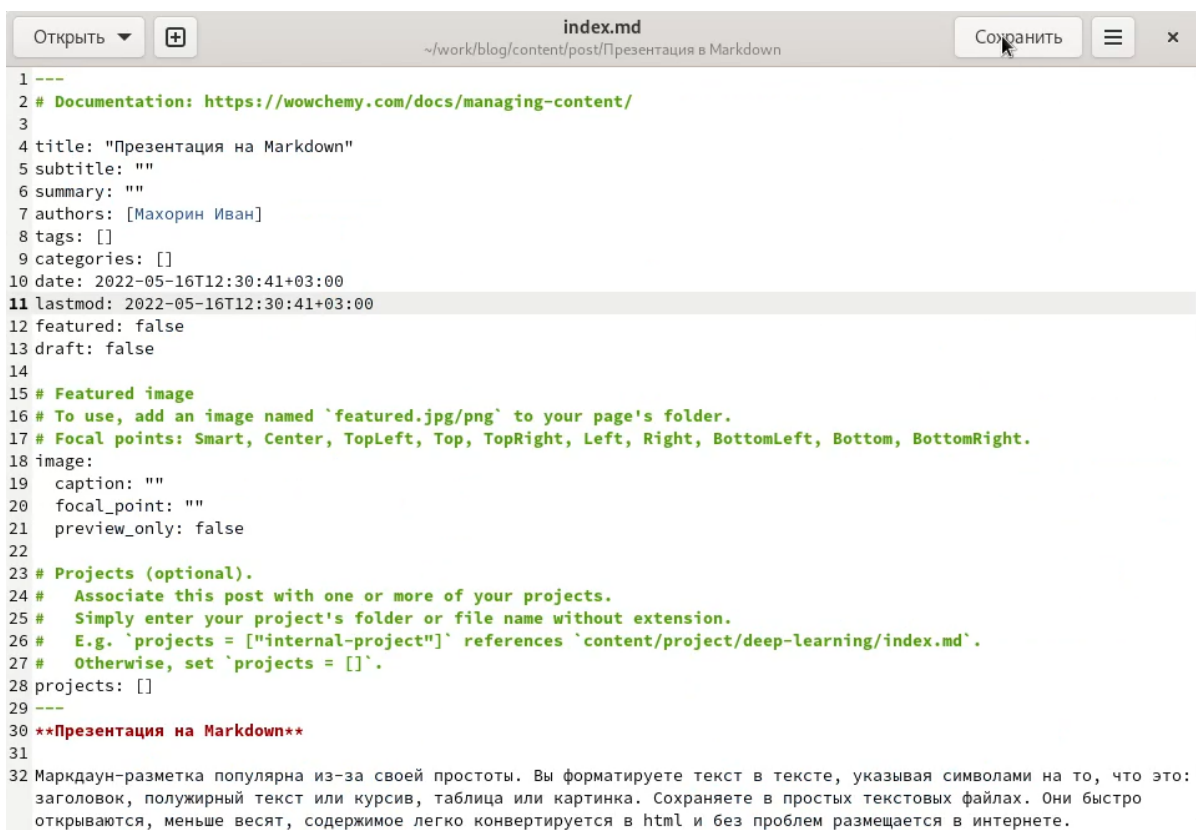 Открыть
index.md
~/work/blog/content/post/Презентация в Markdown
Сохранить
1 ---
2 # Documentation: https://wowchemy.com/docs/managing-content/
3
4 title: "Презентация на Markdown"
5 subtitle: ""
6 summary: ""
7 authors: [Махорин Иван]
8 tags: []
9 categories: []
10 date: 2022-05-16T12:30:41+03:00
11 lastmod: 2022-05-16T12:30:41+03:00
12 featured: false
13 draft: false
14
15 # Featured image
16 # To use, add an image named `featured.jpg/png` to your page's folder.
17 # Focal points: Smart, Center, TopLeft, Top, TopRight, Left, Right, BottomLeft, Bottom, BottomRight.
18 image:
19   caption: ""
20   focal_point: ""
21   preview_only: false
22
23 # Projects (optional).
24 #   Associate this post with one or more of your projects.
25 #   Simply enter your project's folder or file name without extension.
26 #   E.g. `projects = ["internal-project"]` references `content/project/deep-learning/index.md`.
27 #   Otherwise, set `projects = []`.
28 projects: []
29 ---
30 **Презентация на Markdown**
31
32 Маркдаун-разметка популярна из-за своей простоты. Вы форматируете текст в тексте, указывая символами на то, что это:
заголовок, полужирный текст или курсив, таблица или картинка. Сохраняете в простых текстовых файлах. Они быстро
открываются, меньше весят, содержимое легко конвертируется в html и без проблем размещается в интернете.